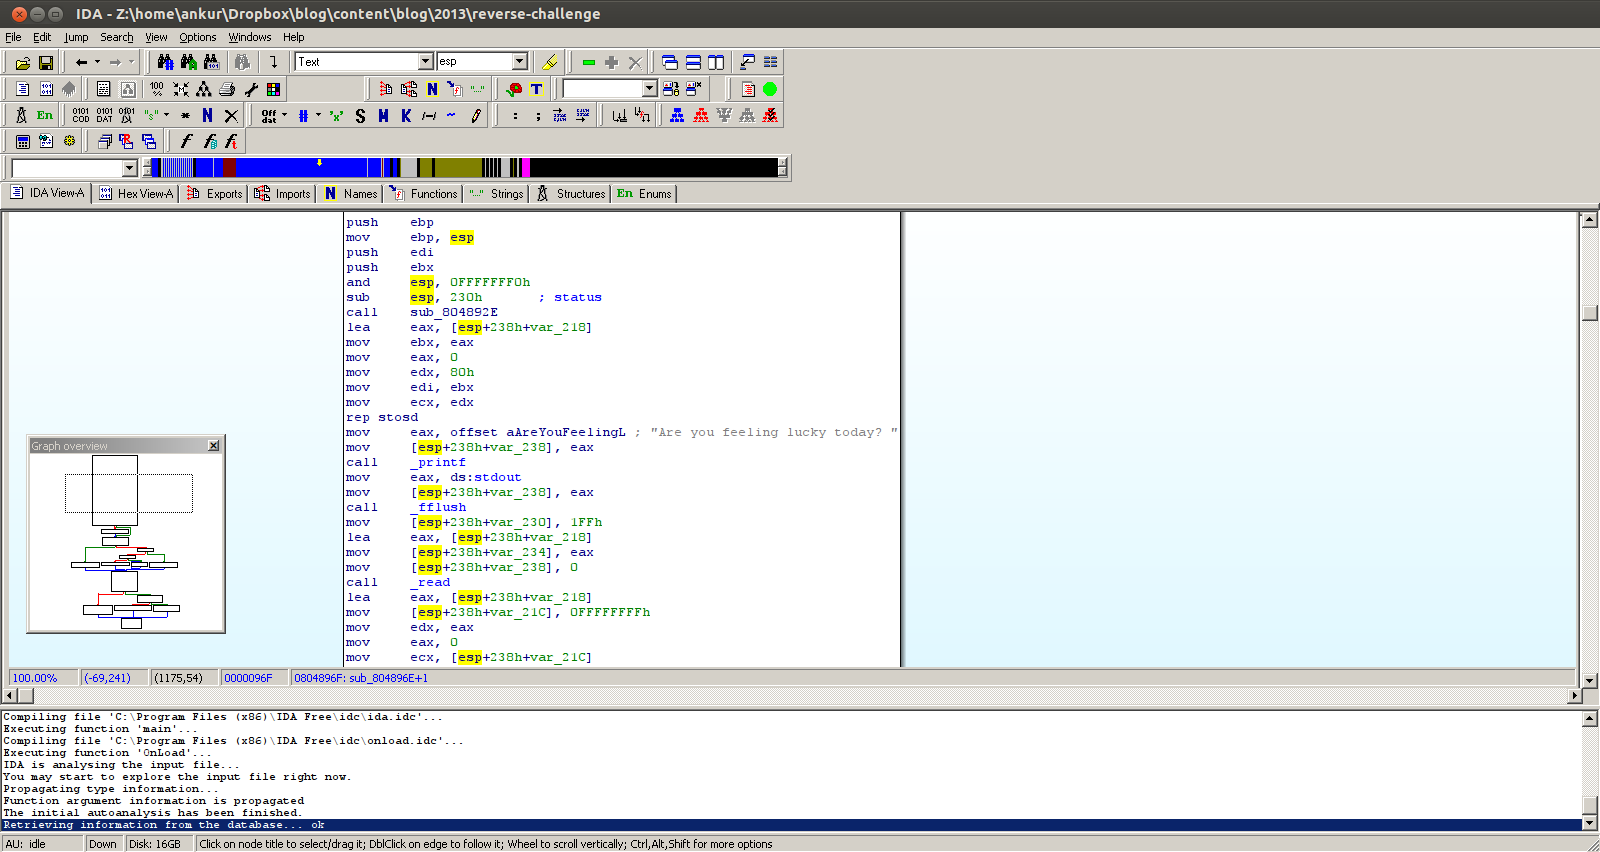 IDA - Z:\home\ankur\Dropbox\blog\content\blog\2013\reverse-challenge
File Edit Jump Search View Options Windows Help
Text esp
100 %
N
T
En 0101 COD 0101 DAT "s" * N X Off dat # 'x' S M K ~ : ;
f f f
IDA View-A Hex View-A Exports Imports N Names Functions Strings Structures En Enums
push ebp
mov ebp, esp
push edi
push ebx
and esp, 0FFFFFFF0h
sub esp, 230h ; status
call sub_804892E
lea eax, [esp+238h+var_218]
mov ebx, eax
mov eax, 0
mov edx, 80h
mov edi, ebx
mov ecx, edx
rep stosd
mov eax, offset aAreYouFeelingL ; "Are you feeling lucky today? "
mov [esp+238h+var_238], eax
call _printf
mov eax, ds:stdout
mov [esp+238h+var_238], eax
call _fflush
mov [esp+238h+var_230], 1FFh
lea eax, [esp+238h+var_218]
mov [esp+238h+var_234], eax
mov [esp+238h+var_238], 0
call _read
lea eax, [esp+238h+var_218]
mov [esp+238h+var_21C], 0FFFFFFFFh
mov edx, eax
mov eax, 0
mov ecx, [esp+238h+var_21C]
Graph overview
100.00% (-69,241) (1175,54) 0000096F 0804896F: sub_804896E+1
Compiling file 'C:\Program Files (x86)\IDA Free\idc\ida.idc'...
Executing function 'main'...
Compiling file 'C:\Program Files (x86)\IDA Free\idc\onload.idc'...
Executing function 'OnLoad'...
IDA is analysing the input file...
You may start to explore the input file right now.
Propagating type information...
Function argument information is propagated
The initial autoanalysis has been finished.
Retrieving information from the database... ok
AU: idle Down Disk: 16GB Click on node title to select/drag it; DblClick on edge to follow it; Wheel to scroll vertically; Ctrl,Alt,Shift for more options